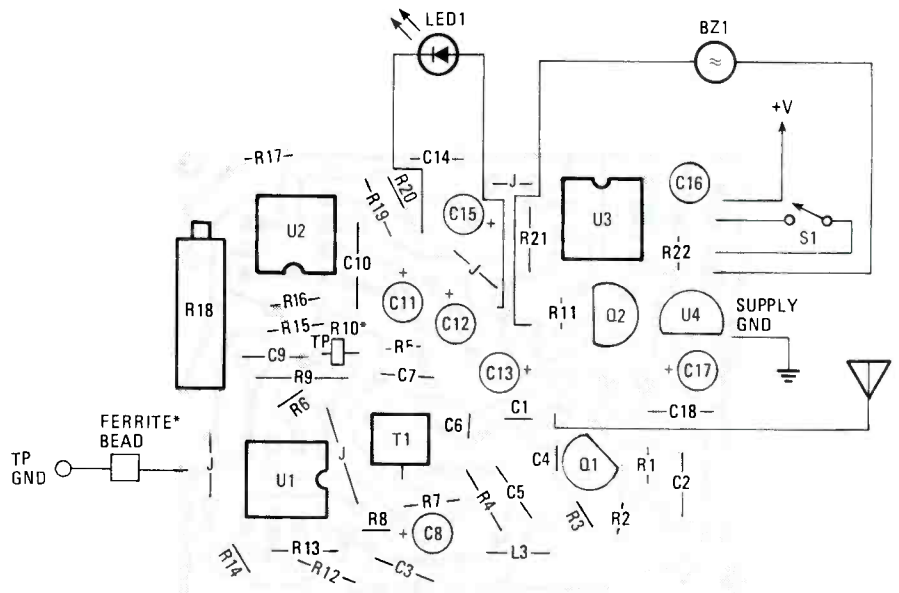 LED1
BZ1
≈
+V
-R17-
-C14-
-J-
C16
R20
R19
C15
+
U3
S1
U2
R21
R22
C10
J
R18
R16
+
C11
+
C12
R11
Q2
U4
SUPPLY
GND
R15
R10*
TP
C9
R5
C7
C13 +
+ C17
R9
R6
C1
C18
FERRITE*
BEAD
T1
C6
TP
GND
J
U1
J
C4
Q1
R1
C2
R4
C5
R7
R8
+ C8
R3
R2
R13
R14
R12
C3
L3